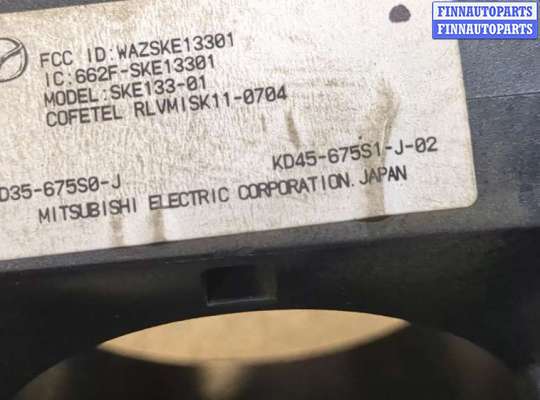 FINNAUTOPARTS
FINNAUTOPARTS
FCC ID:WAZSKE13301
IC:662F-SKE13301
MODEL:SKE133-01
COFETEL RLVMISK11-0704
D35-675S0-J KD45-675S1-J-02
MITSUBISHI ELECTRIC CORPORATION.JAPAN